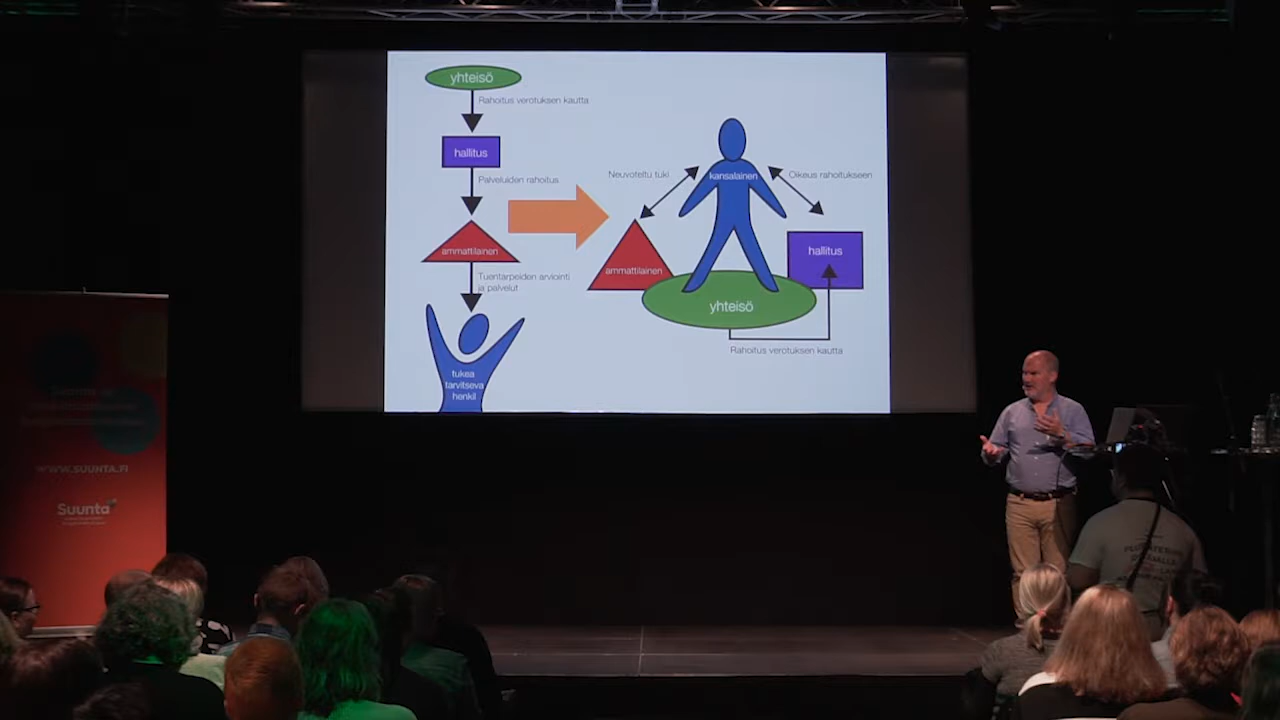 yhteisö
Rahoitus verotuksen kautta
hallitus
Palveluiden rahoitus
ammattilainen
Tuentarpeiden arviointi
ja palvelut
tukea
tarvitseva
henkil
Neuvoteltu tuki
kansalainen
Oikeus rahoitukseen
ammattilainen
hallitus
yhteisö
Rahoitus verotuksen kautta
WWW.SUUNTA.FI
Suunta